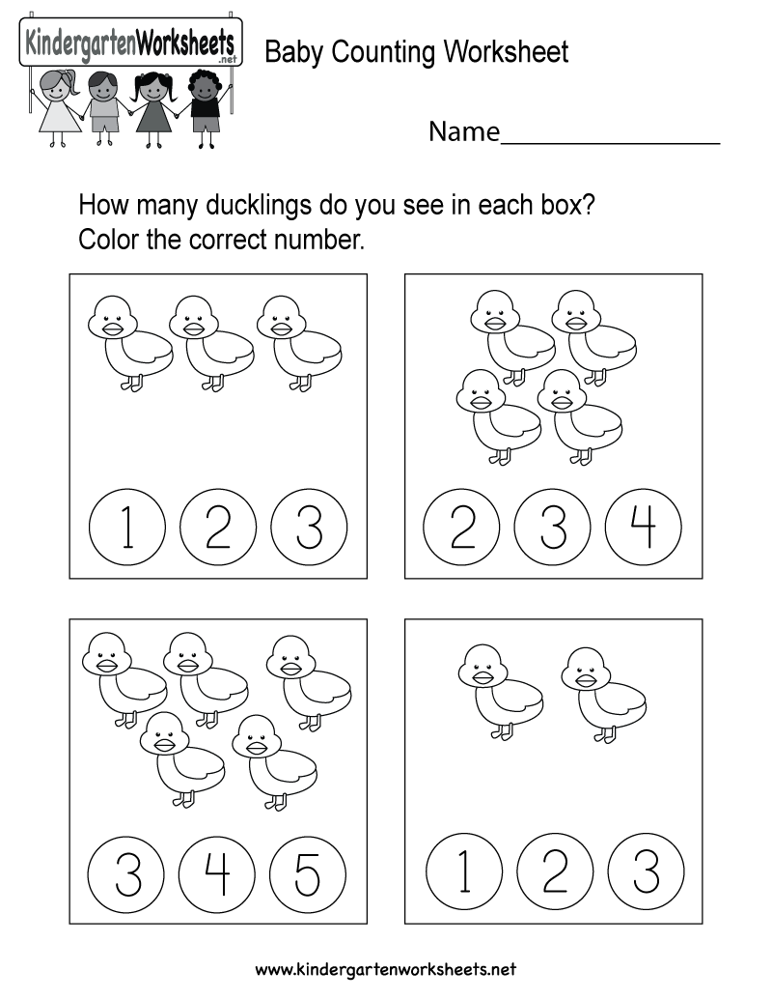 KindergartenWorksheets
.net
Baby Counting Worksheet
Name_______________
How many ducklings do you see in each box?
Color the correct number.
1 2 3
2 3 4
3 4 5
1 2 3
www.kindergartenworksheets.net